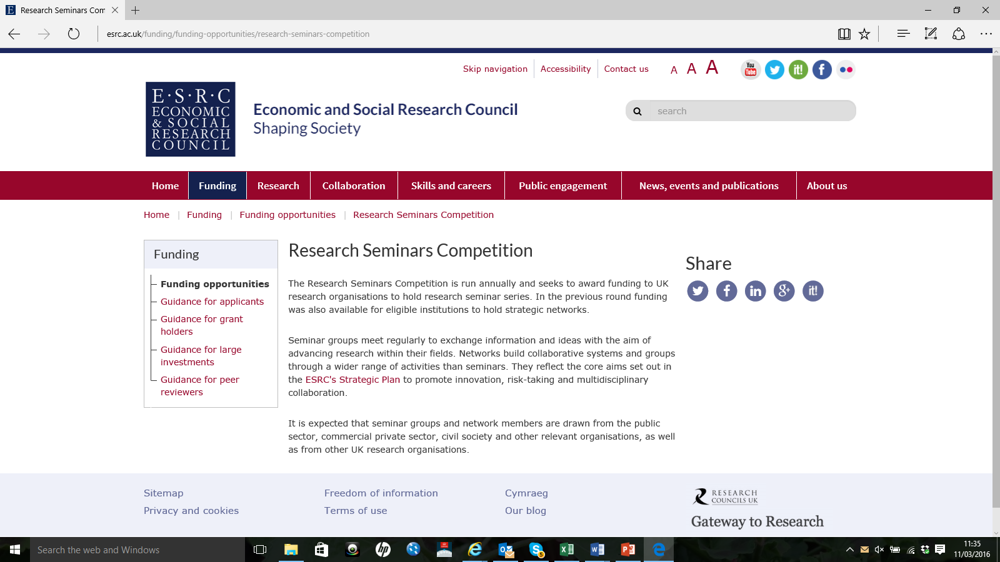 Research Seminars Com
esrc.ac.uk/funding/funding-opportunities/research-seminars-competition
Skip navigation
Accessibility
Contact us
A A A
You Tube
it!
f
E·S·R·C
ECONOMIC
& SOCIAL
RESEARCH
COUNCIL
Economic and Social Research Council
Shaping Society
search
Home
Funding
Research
Collaboration
Skills and careers
Public engagement
News, events and publications
About us
Home | Funding | Funding opportunities | Research Seminars Competition
Funding
Funding opportunities
Guidance for applicants
Guidance for grant
holders
Guidance for large
investments
Guidance for peer
reviewers
Research Seminars Competition
The Research Seminars Competition is run annually and seeks to award funding to UK
research organisations to hold research seminar series. In the previous round funding
was also available for eligible institutions to hold strategic networks.
Seminar groups meet regularly to exchange information and ideas with the aim of
advancing research within their fields. Networks build collaborative systems and groups
through a wider range of activities than seminars. They reflect the core aims set out in
the ESRC's Strategic Plan to promote innovation, risk-taking and multidisciplinary
collaboration.
It is expected that seminar groups and network members are drawn from the public
sector, commercial private sector, civil society and other relevant organisations, as well
as from other UK research organisations.
Share
f
in
g+
it!
Sitemap
Privacy and cookies
Freedom of information
Terms of use
Cymraeg
Our blog
RESEARCH
COUNCILS UK
Gateway to Research
Search the web and Windows
hp
5
11:35
11/03/2016